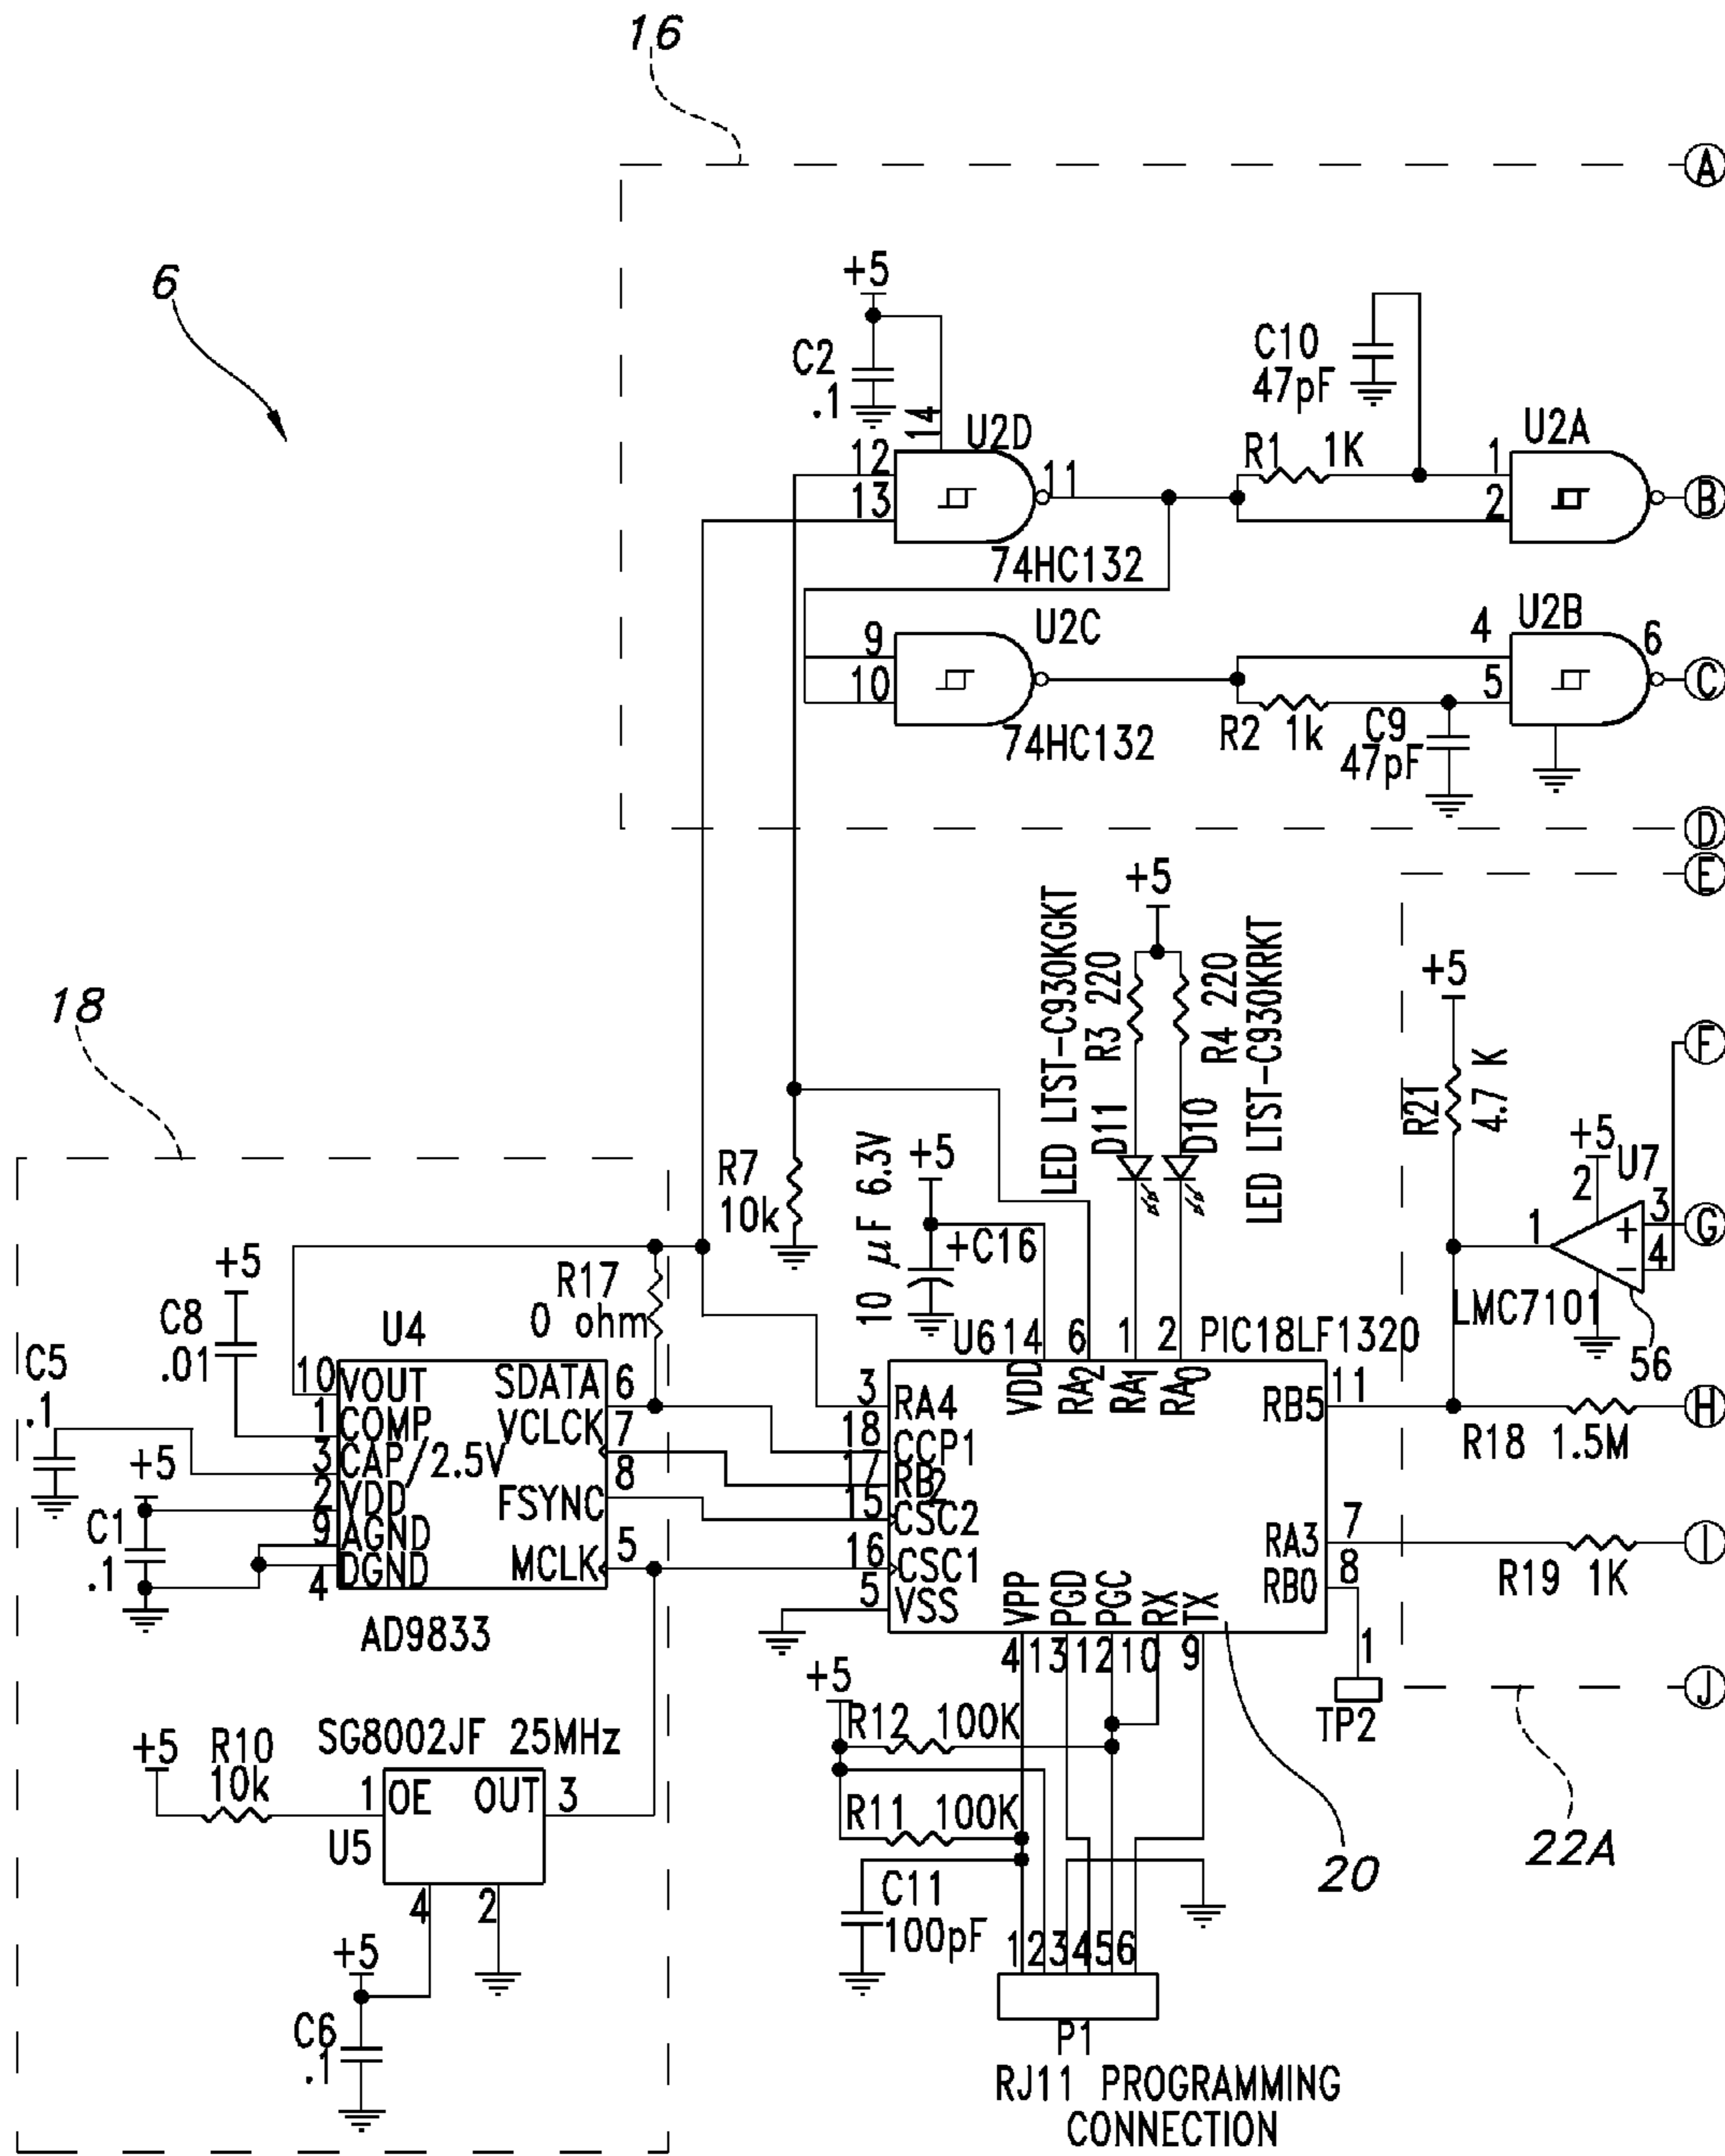 16
A
6
+5
C2
.1
14
U2D
12
13
11
74HC132
C10
47pF
R1 1K
U2A
1
2
B
9
10
U2C
74HC132
U2B
4
5
6
C
R2 1k
C9
47pF
D
E
+5
LED LTST-C930KGKT
R3 220
R4 220
LED LTST-C930KRKT
D11
D10
+5
R21
4.7 K
F
+5
2
U7
1
3
+
4
−
G
LMC7101
56
18
R7
10k
10 μF 6.3V
+5
+C16
+5
C8
.01
C5
.1
R17
0 ohm
U4
10
VOUT
1
COMP
3
CAP/2.5V
2
VDD
9
AGND
4
DGND
SDATA
6
VCLCK
7
FSYNC
8
MCLK
5
+5
C1
.1
AD9833
U6
14
6
1
2
PIC18LF1320
VDD
RA2
RA1
RA0
3
RA4
18
CCP1
17
RB2
15
CSC2
16
CSC1
5
VSS
RB5
11
RA3
7
RB0
8
VPP
PGD
PGC
RX
TX
4
13
12
10
9
R18 1.5M
H
R19 1K
I
1
TP2
J
22A
20
+5
R12 100K
R11 100K
C11
100pF
1
2
3
4
5
6
P1
RJ11 PROGRAMMING
CONNECTION
SG8002JF 25MHz
+5
R10
10k
1
OE
OUT
3
U5
4
2
+5
C6
.1